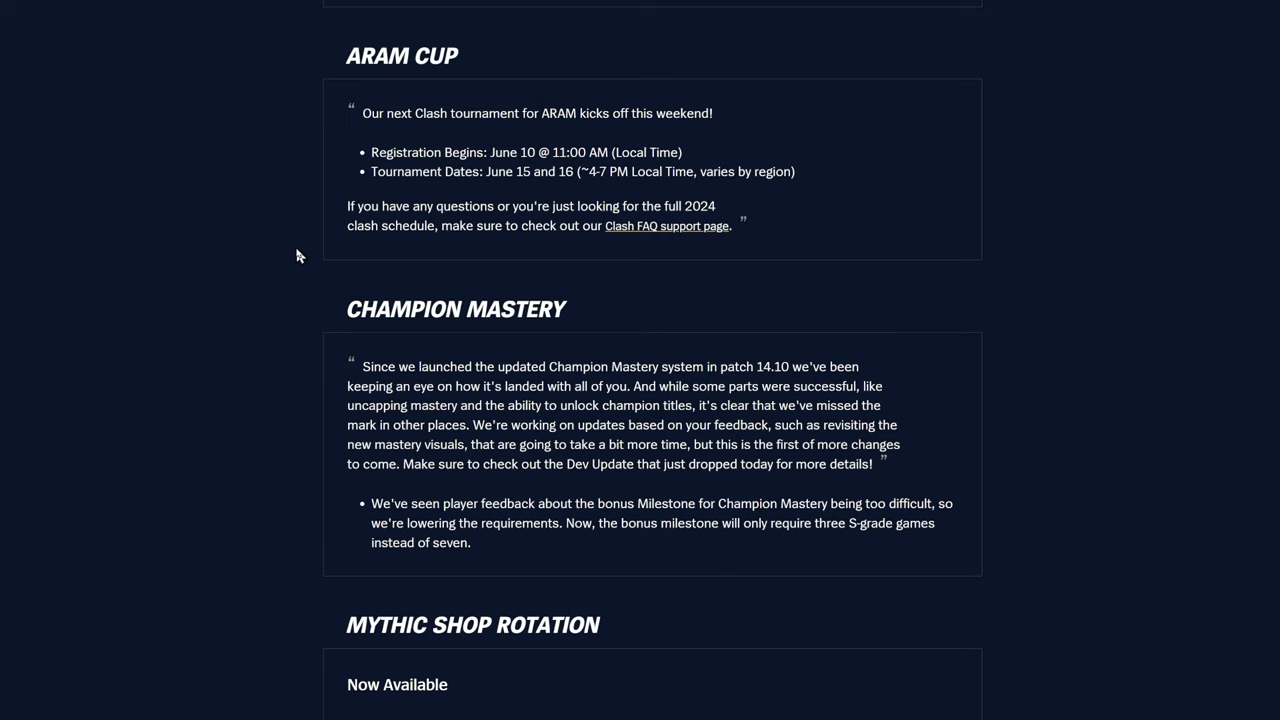 ARAM CUP
“ Our next Clash tournament for ARAM kicks off this weekend!
• Registration Begins: June 10 @ 11:00 AM (Local Time)
• Tournament Dates: June 15 and 16 (~4-7 PM Local Time, varies by region)
If you have any questions or you're just looking for the full 2024
clash schedule, make sure to check out our Clash FAQ support page. ”
CHAMPION MASTERY
“ Since we launched the updated Champion Mastery system in patch 14.10 we've been
keeping an eye on how it's landed with all of you. And while some parts were successful, like
uncapping mastery and the ability to unlock champion titles, it's clear that we've missed the
mark in other places. We're working on updates based on your feedback, such as revisiting the
new mastery visuals, that are going to take a bit more time, but this is the first of more changes
to come. Make sure to check out the Dev Update that just dropped today for more details! ”
• We've seen player feedback about the bonus Milestone for Champion Mastery being too difficult, so
we're lowering the requirements. Now, the bonus milestone will only require three S-grade games
instead of seven.
MYTHIC SHOP ROTATION
Now Available